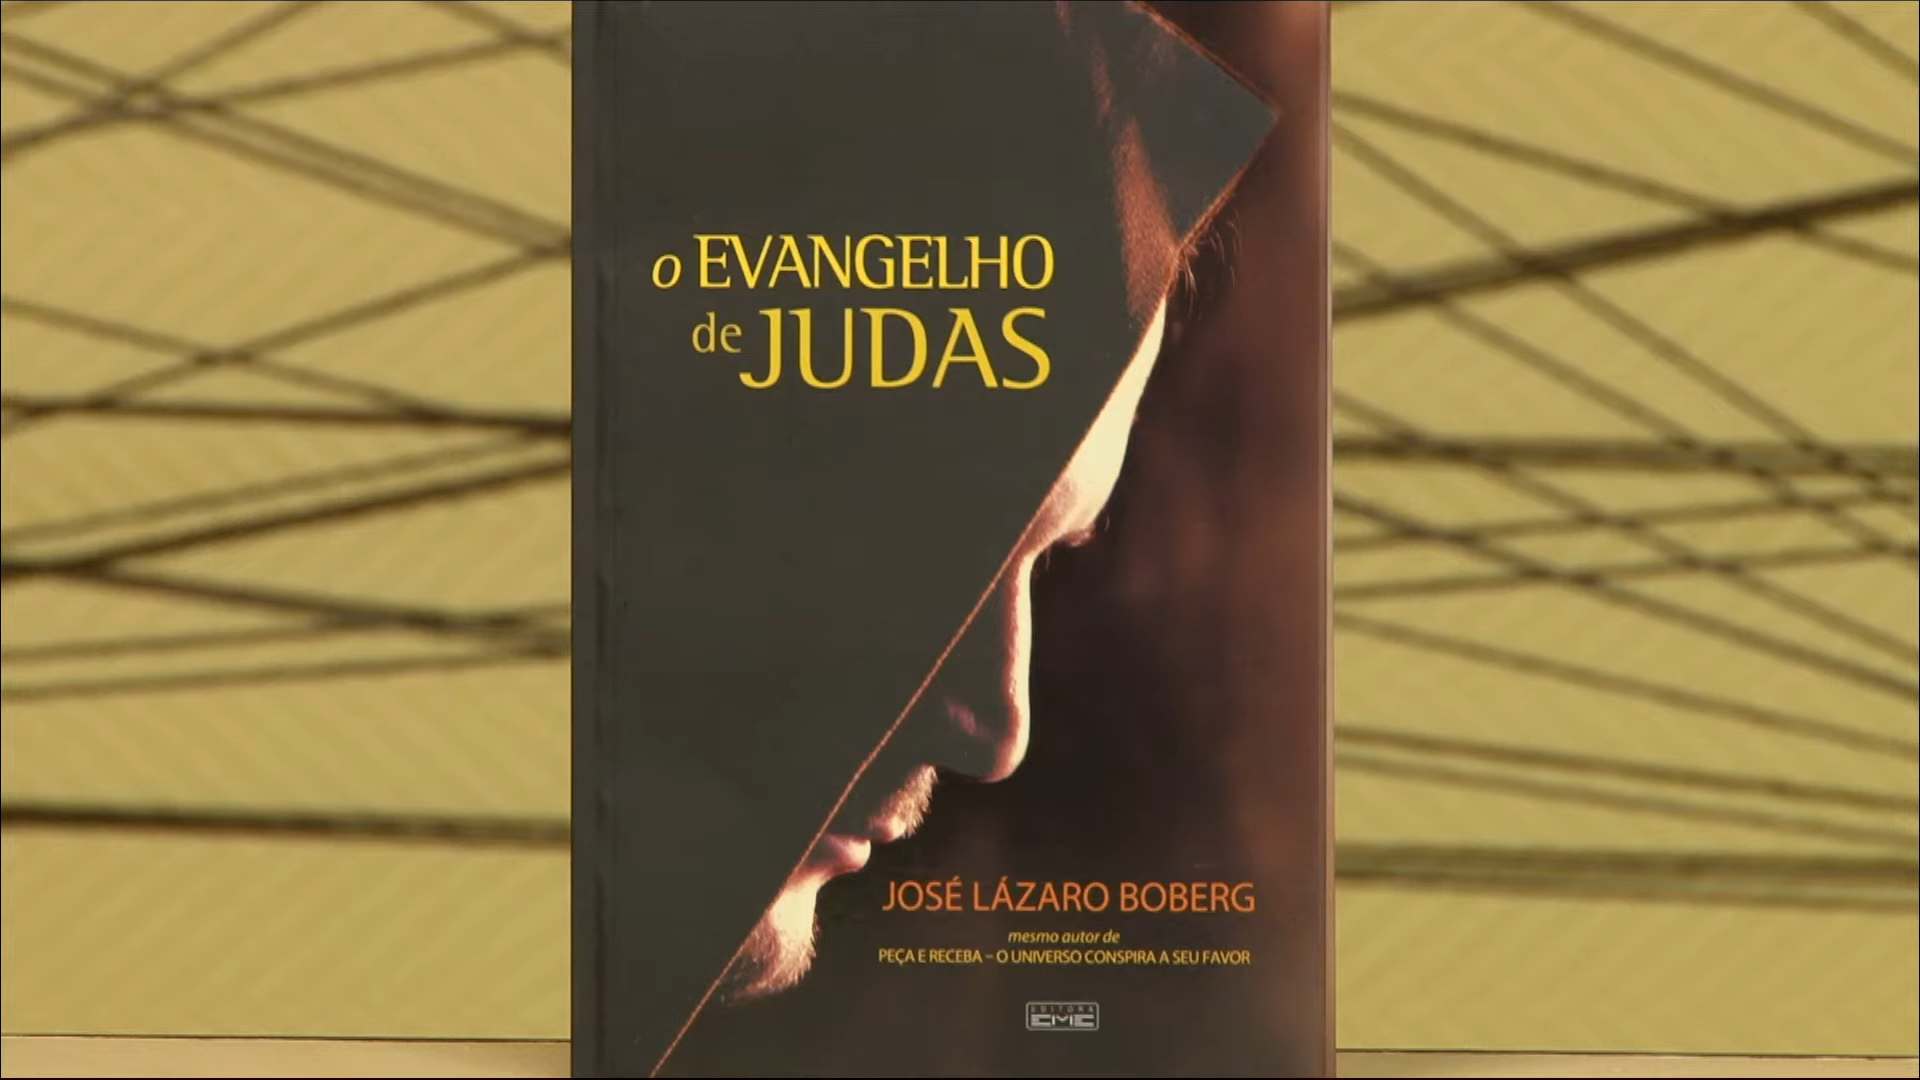 o EVANGELHO
de JUDAS
JOSÉ LÁZARO BOBERG
mesmo autor de
PEÇA E RECEBA – O UNIVERSO CONSPIRA A SEU FAVOR
EDITORA
EME